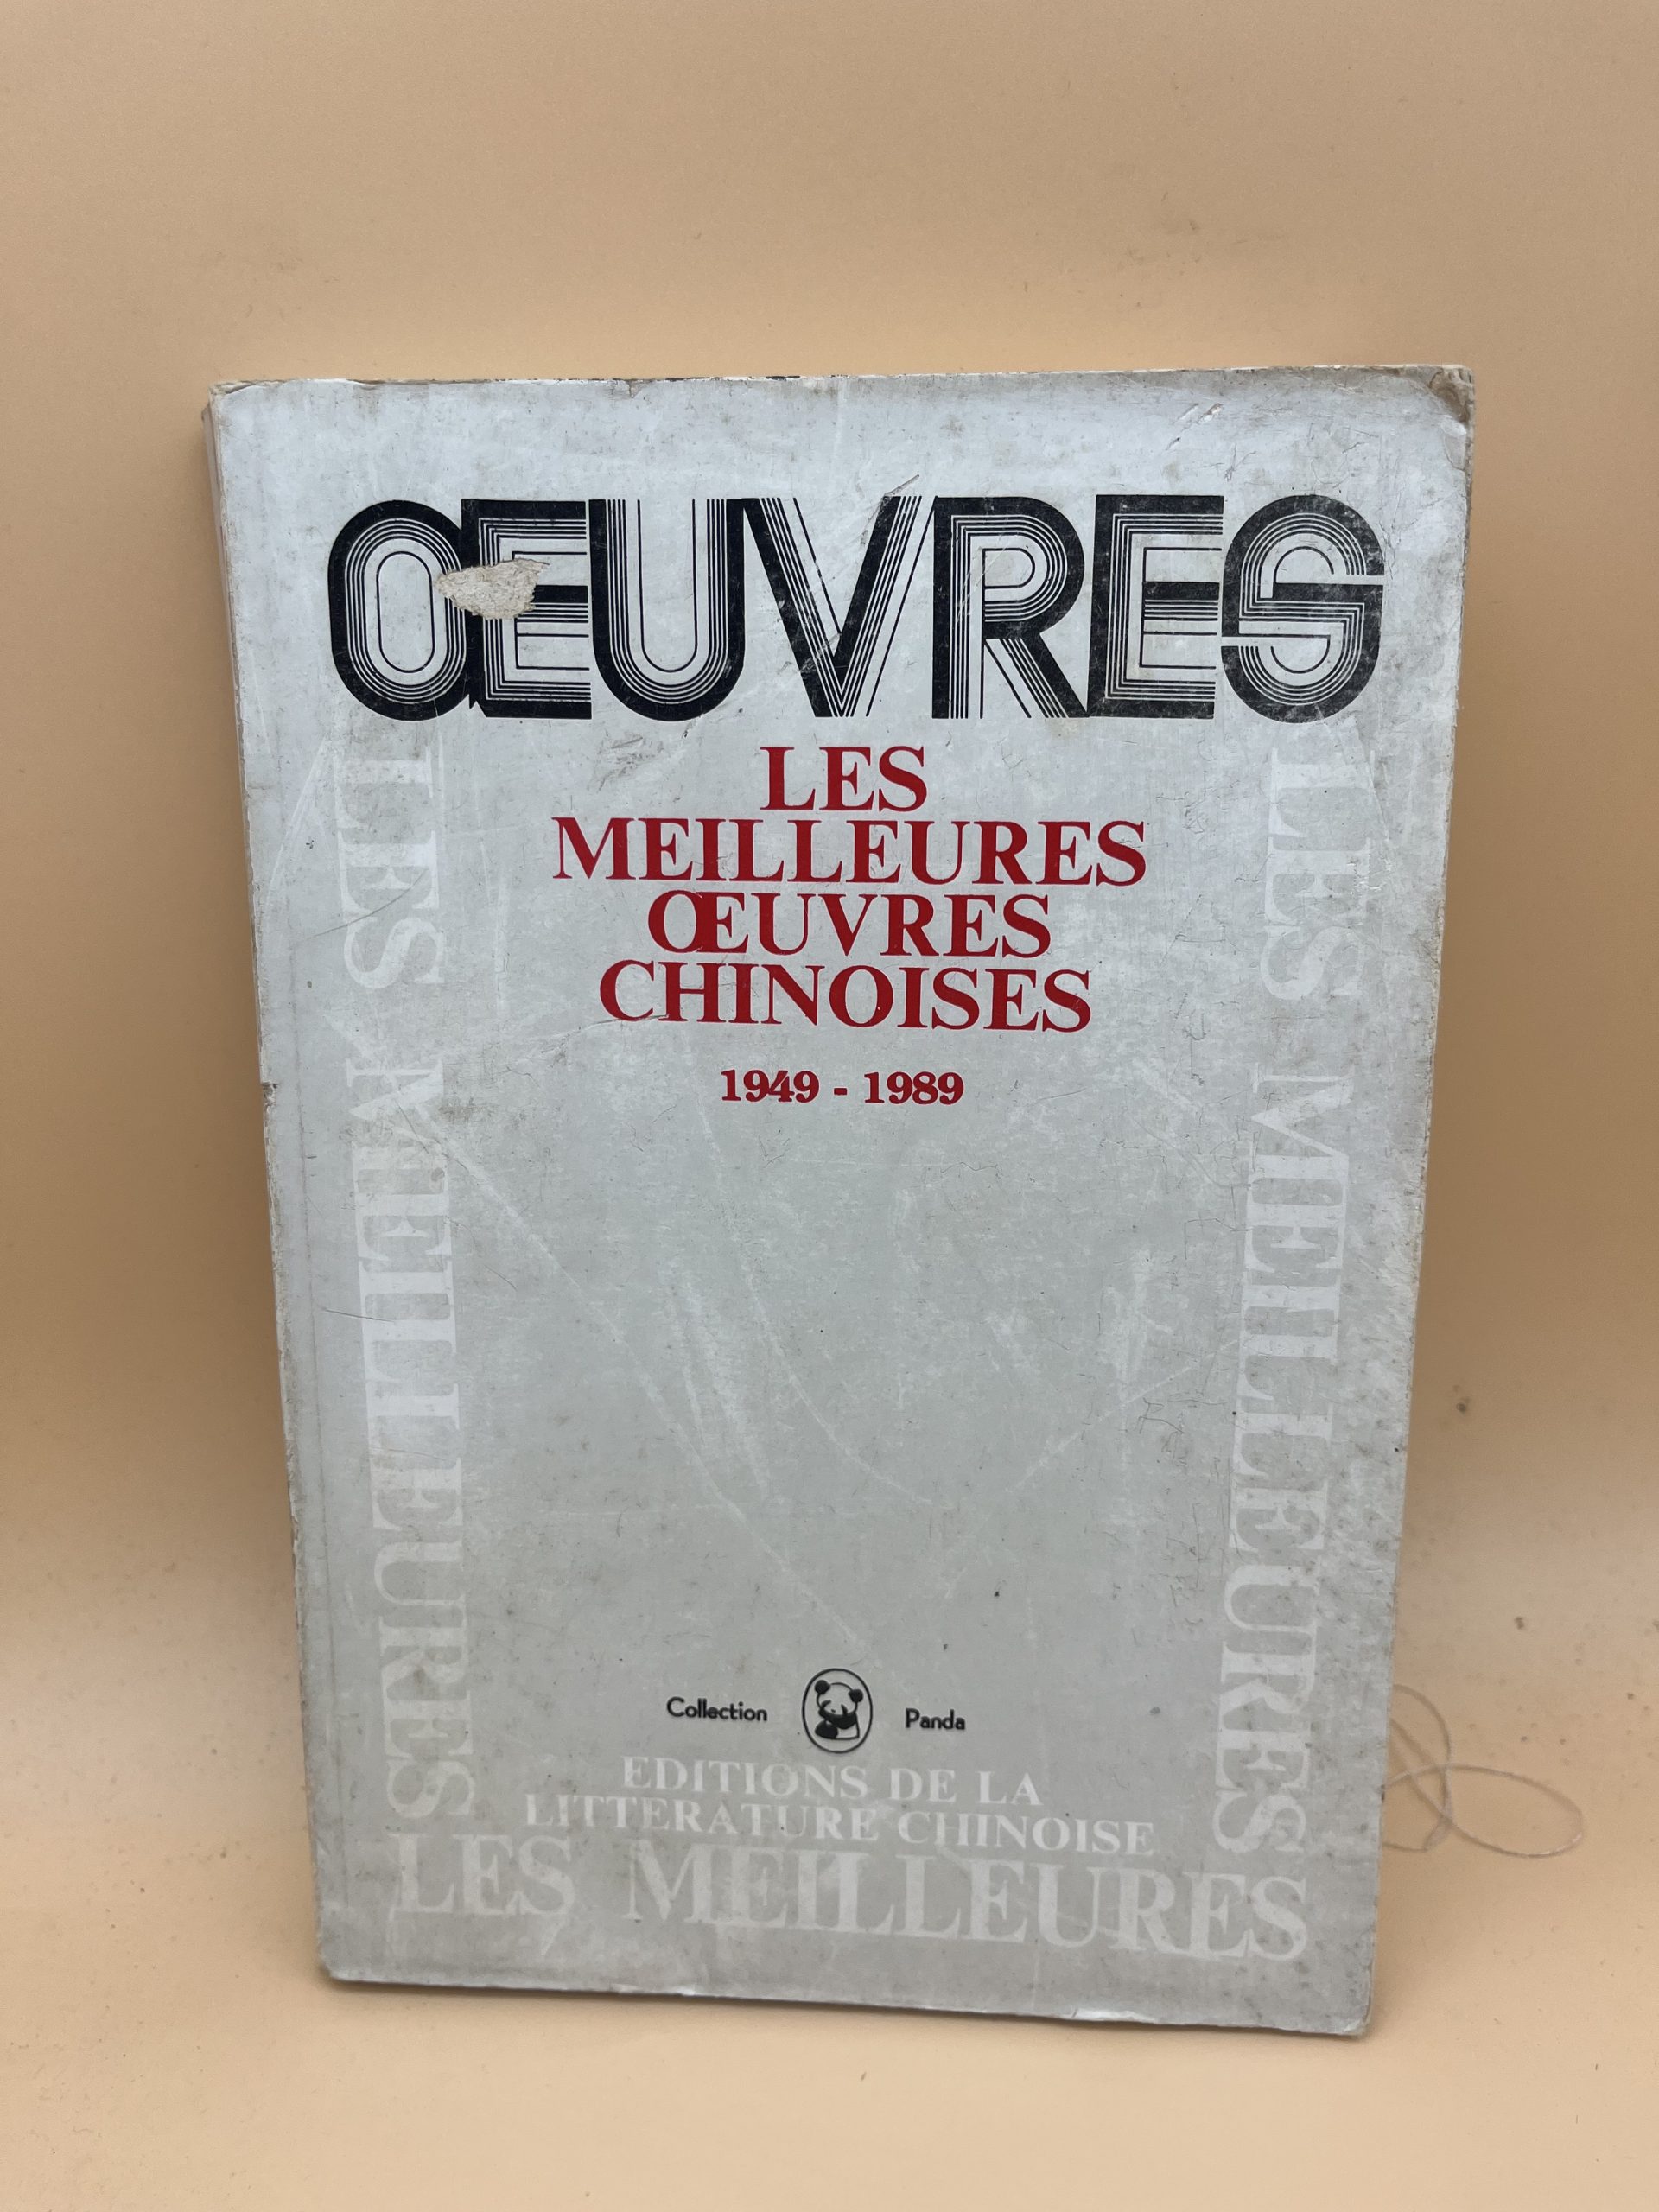 ŒUVRES
LES
MEILLEURES
ŒUVRES
CHINOISES
1949 - 1989
LES MEILLEURES
LES MEILLEURES
Collection Panda
EDITIONS DE LA
LITTERATURE CHINOISE
LES MEILLEURES